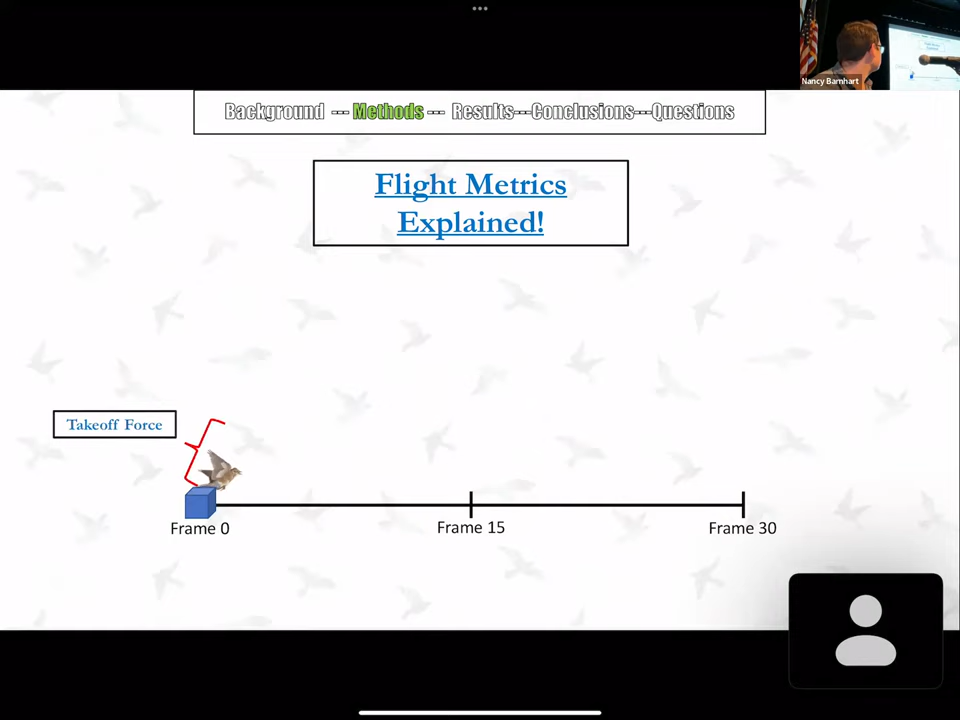 Nancy Barnhart
Background --- Methods --- Results---Conclusions---Questions
Flight Metrics
Explained!
Takeoff Force
Frame 0
Frame 15
Frame 30